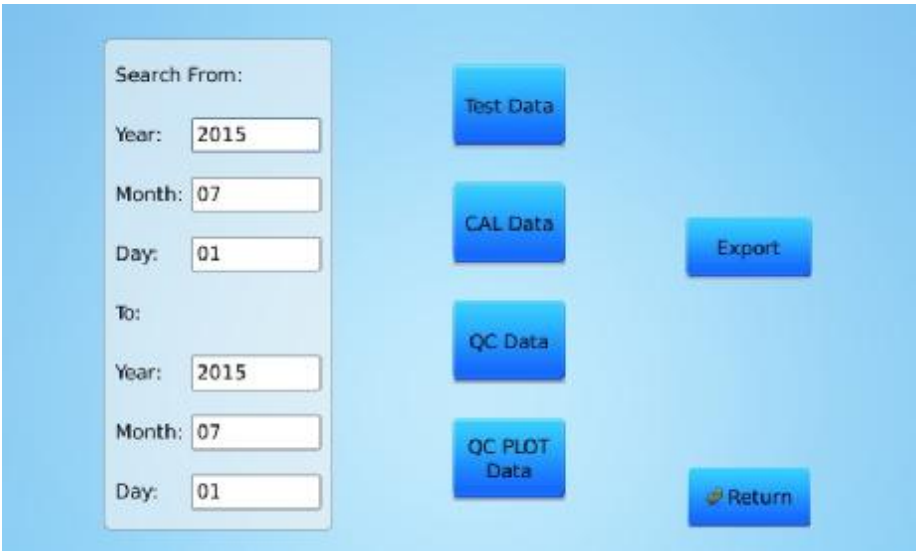 Search From:
Year: 2015
Month: 07
Day: 01
To:
Year: 2015
Month: 07
Day: 01
Test Data
CAL Data
QC Data
QC PLOT
Data
Export
Return